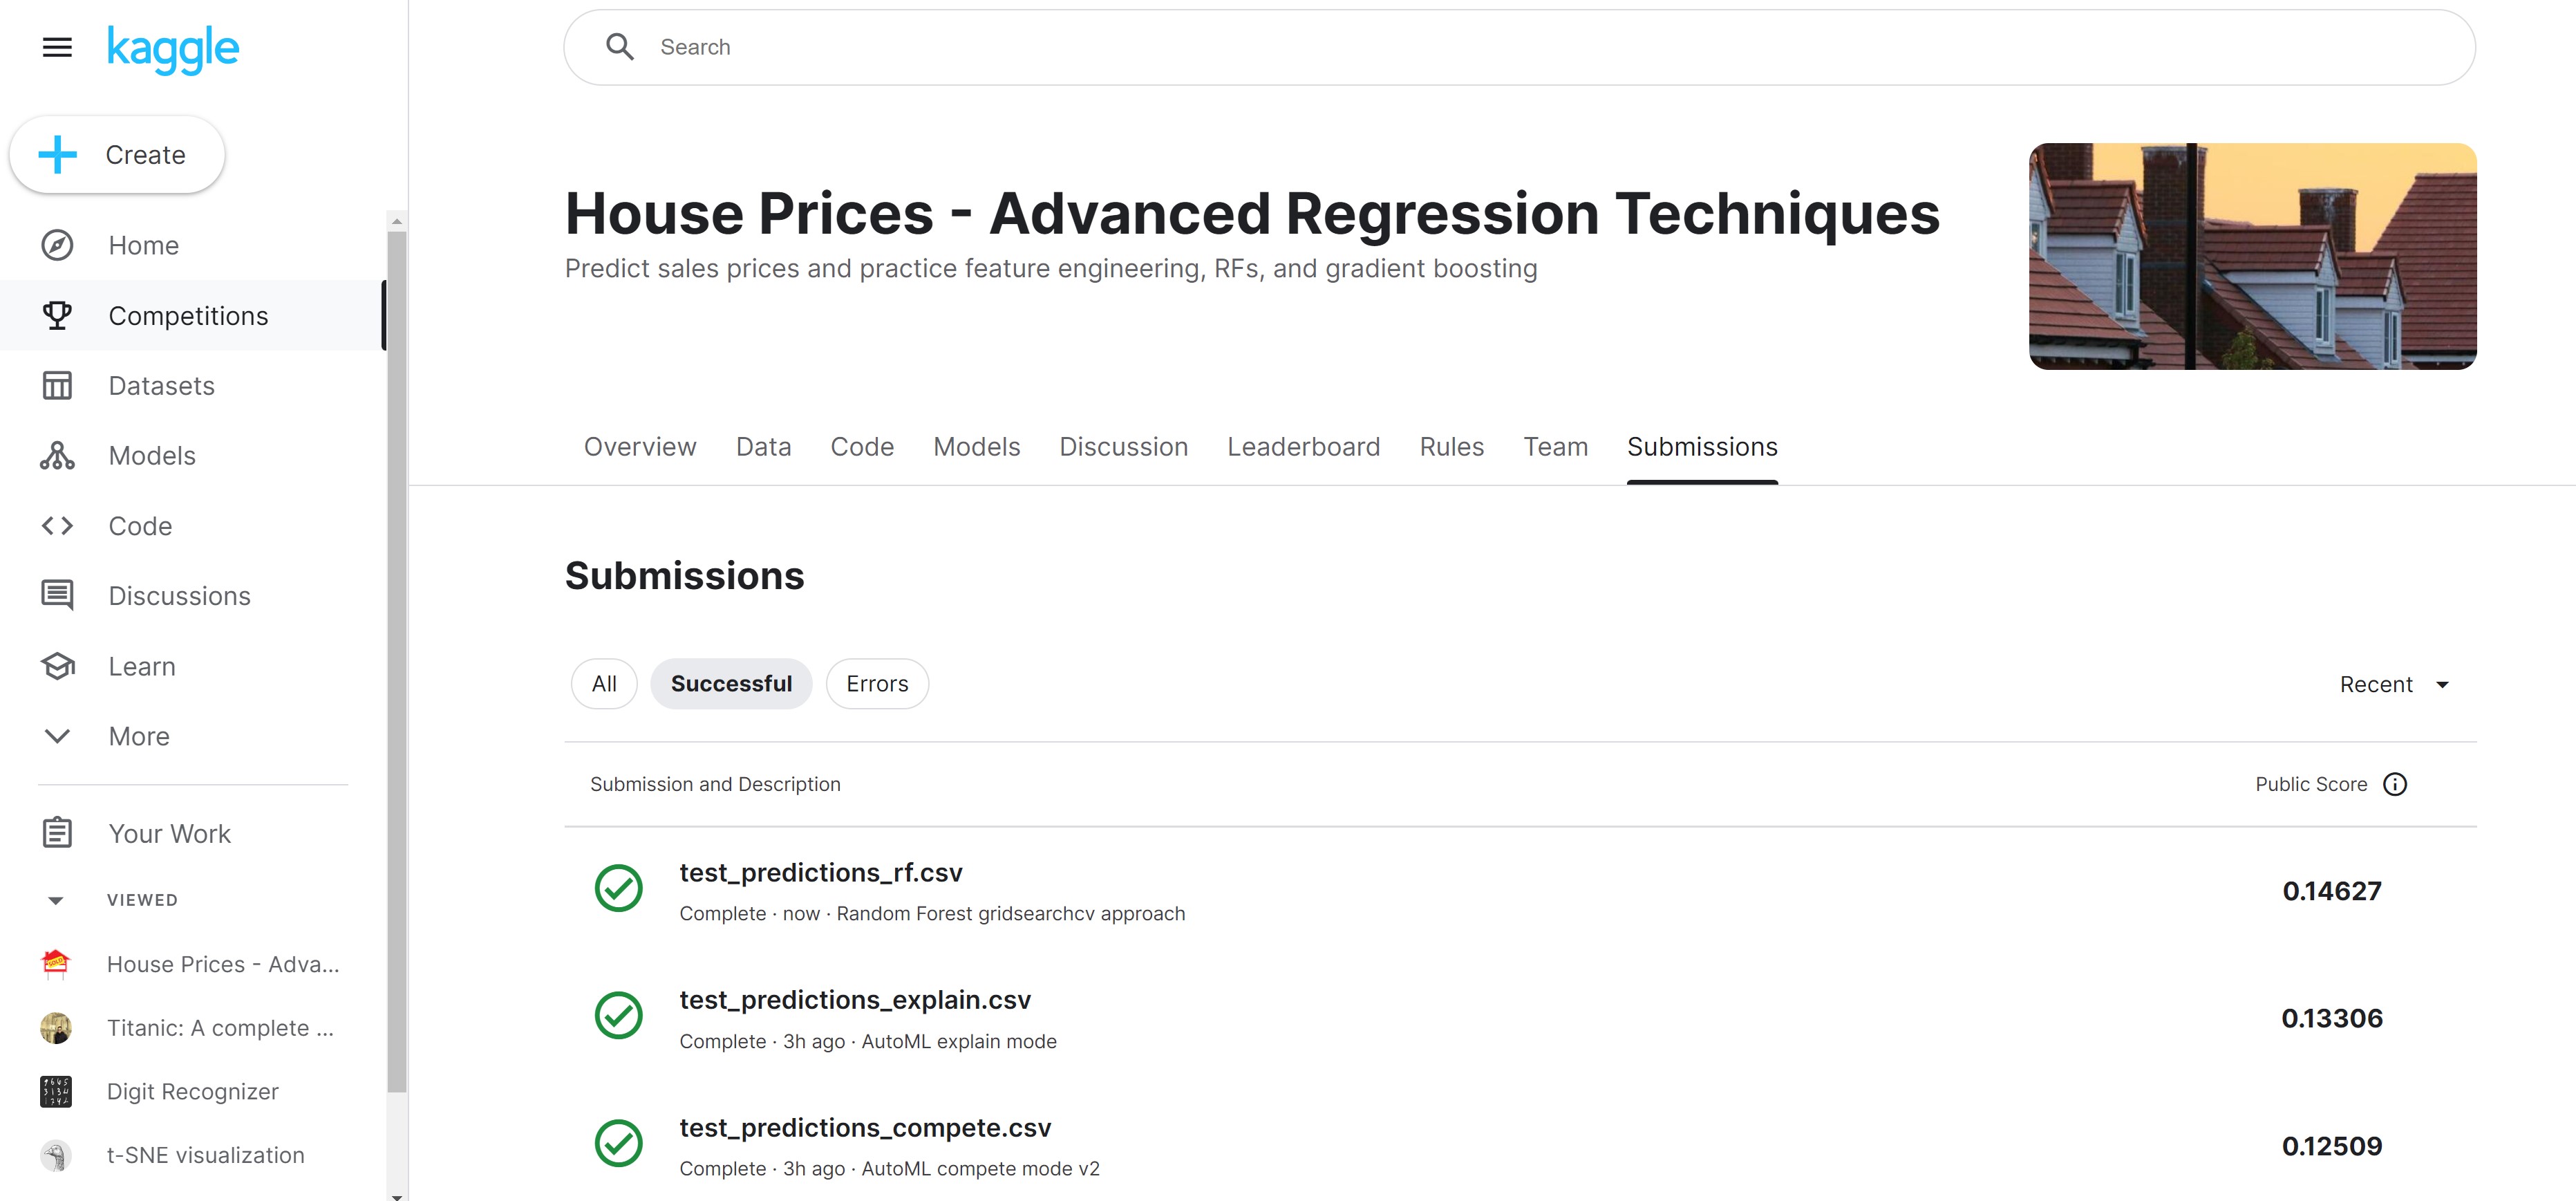 kaggle
Search
Create
Home
Competitions
Datasets
Models
Code
Discussions
Learn
More
Your Work
VIEWED
House Prices - Adva...
Titanic: A complete ...
Digit Recognizer
t-SNE visualization
House Prices - Advanced Regression Techniques
Predict sales prices and practice feature engineering, RFs, and gradient boosting
Overview Data Code Models Discussion Leaderboard Rules Team Submissions
Submissions
All Successful Errors Recent
Submission and Description Public Score
test_predictions_rf.csv
Complete · now · Random Forest gridsearchcv approach
0.14627
test_predictions_explain.csv
Complete · 3h ago · AutoML explain mode
0.13306
test_predictions_compete.csv
Complete · 3h ago · AutoML compete mode v2
0.12509